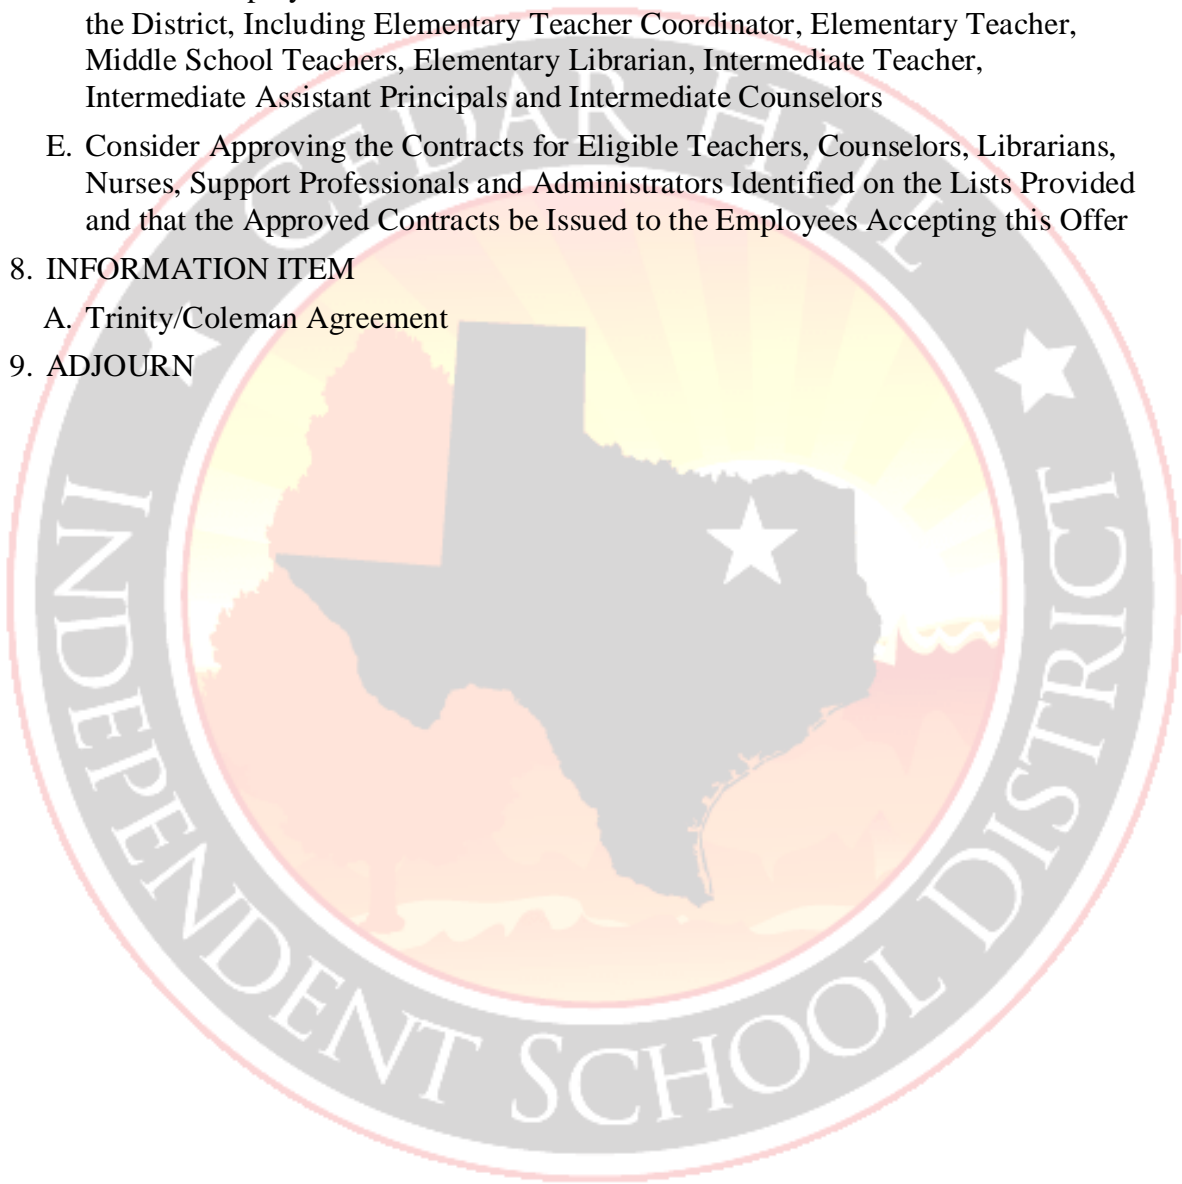 the District, Including Elementary Teacher Coordinator, Elementary Teacher,
Middle School Teachers, Elementary Librarian, Intermediate Teacher,
Intermediate Assistant Principals and Intermediate Counselors
E. Consider Approving the Contracts for Eligible Teachers, Counselors, Librarians,
Nurses, Support Professionals and Administrators Identified on the Lists Provided
and that the Approved Contracts be Issued to the Employees Accepting this Offer
8. INFORMATION ITEM
A. Trinity/Coleman Agreement
9. ADJOURN
CEDAR HILL
INDEPENDENT SCHOOL DISTRICT